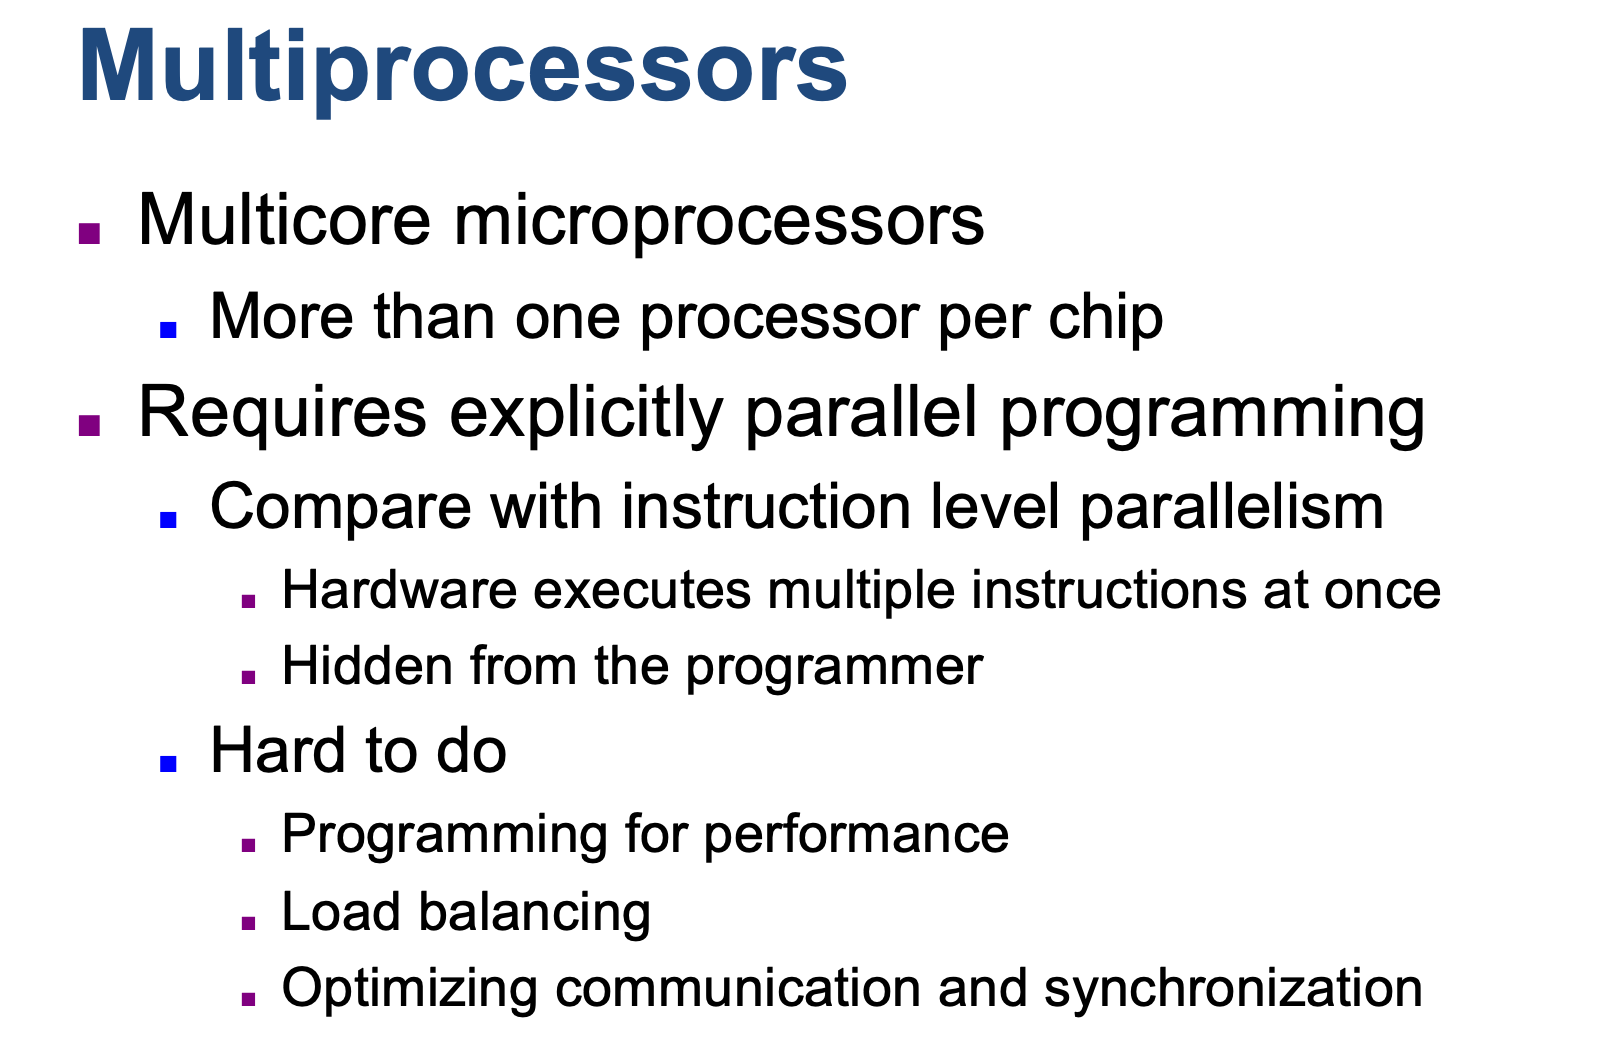 Multiprocessors
Multicore microprocessors
More than one processor per chip
Requires explicitly parallel programming
Compare with instruction level parallelism
Hardware executes multiple instructions at once
Hidden from the programmer
Hard to do
Programming for performance
Load balancing
Optimizing communication and synchronization